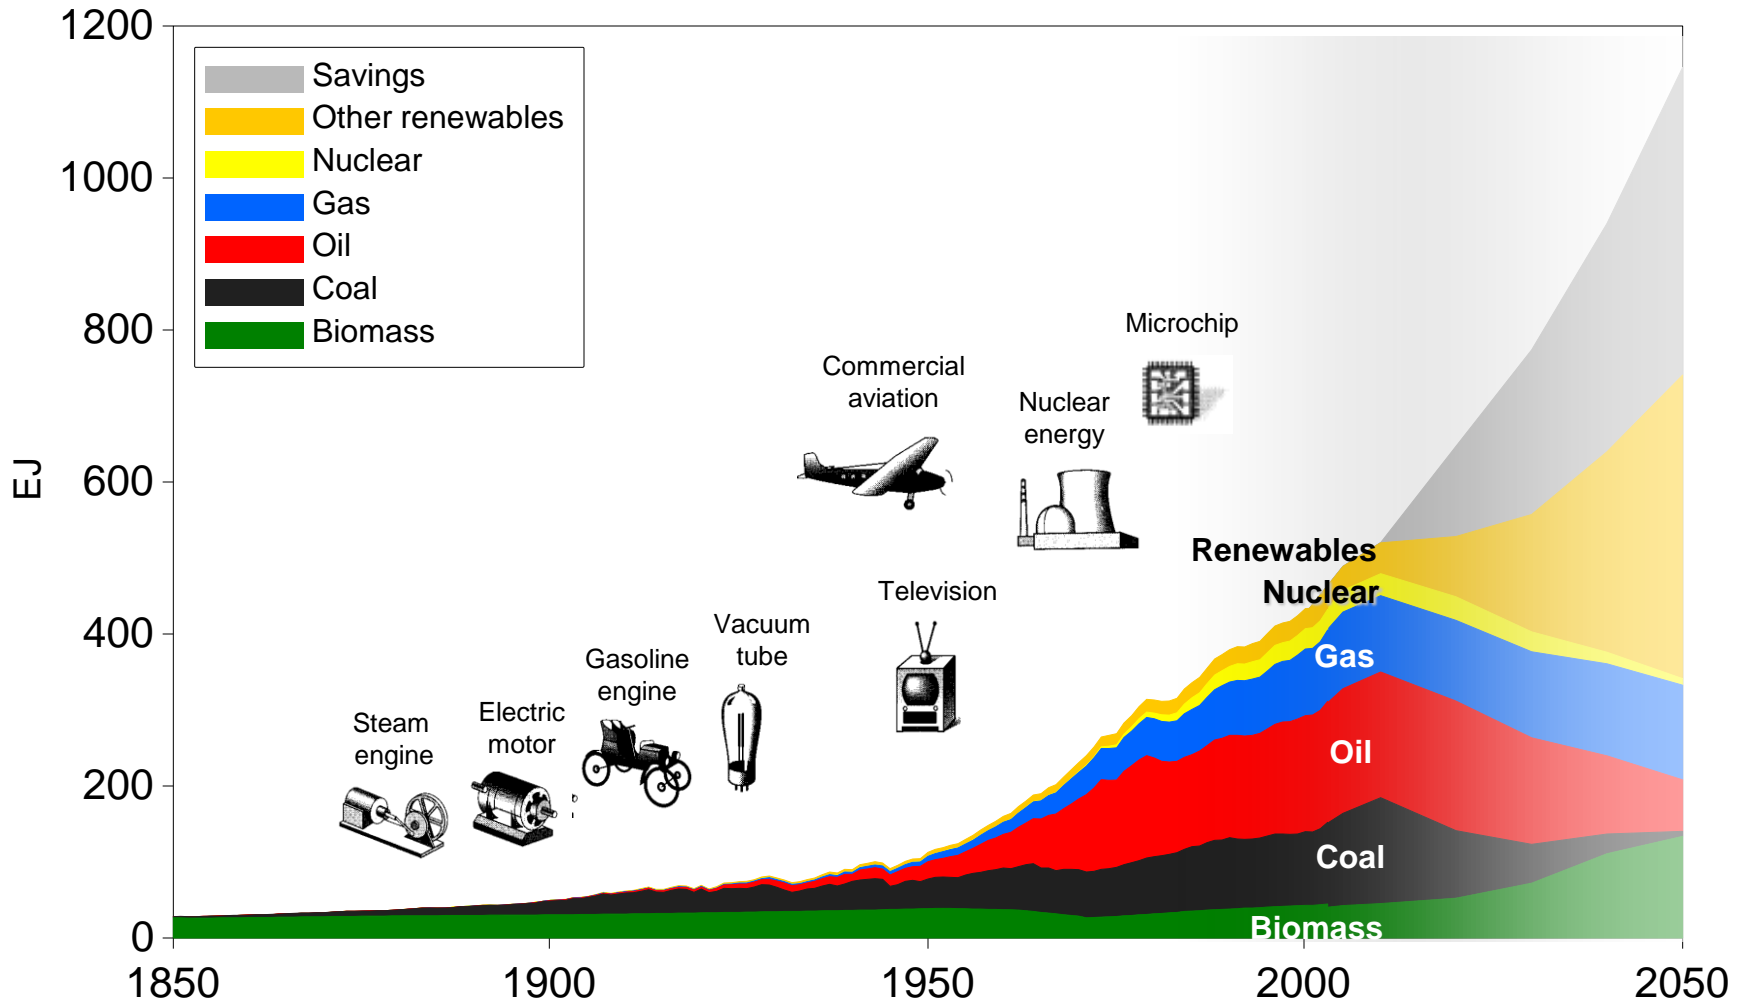 1200
1000
800
600
400
200
0
EJ
Savings
Other renewables
Nuclear
Gas
Oil
Coal
Biomass
Steam
engine
Electric
motor
Gasoline
engine
Vacuum
tube
Commercial
aviation
Television
Nuclear
energy
Microchip
Renewables
Nuclear
Gas
Oil
Coal
Biomass
1850
1900
1950
2000
2050